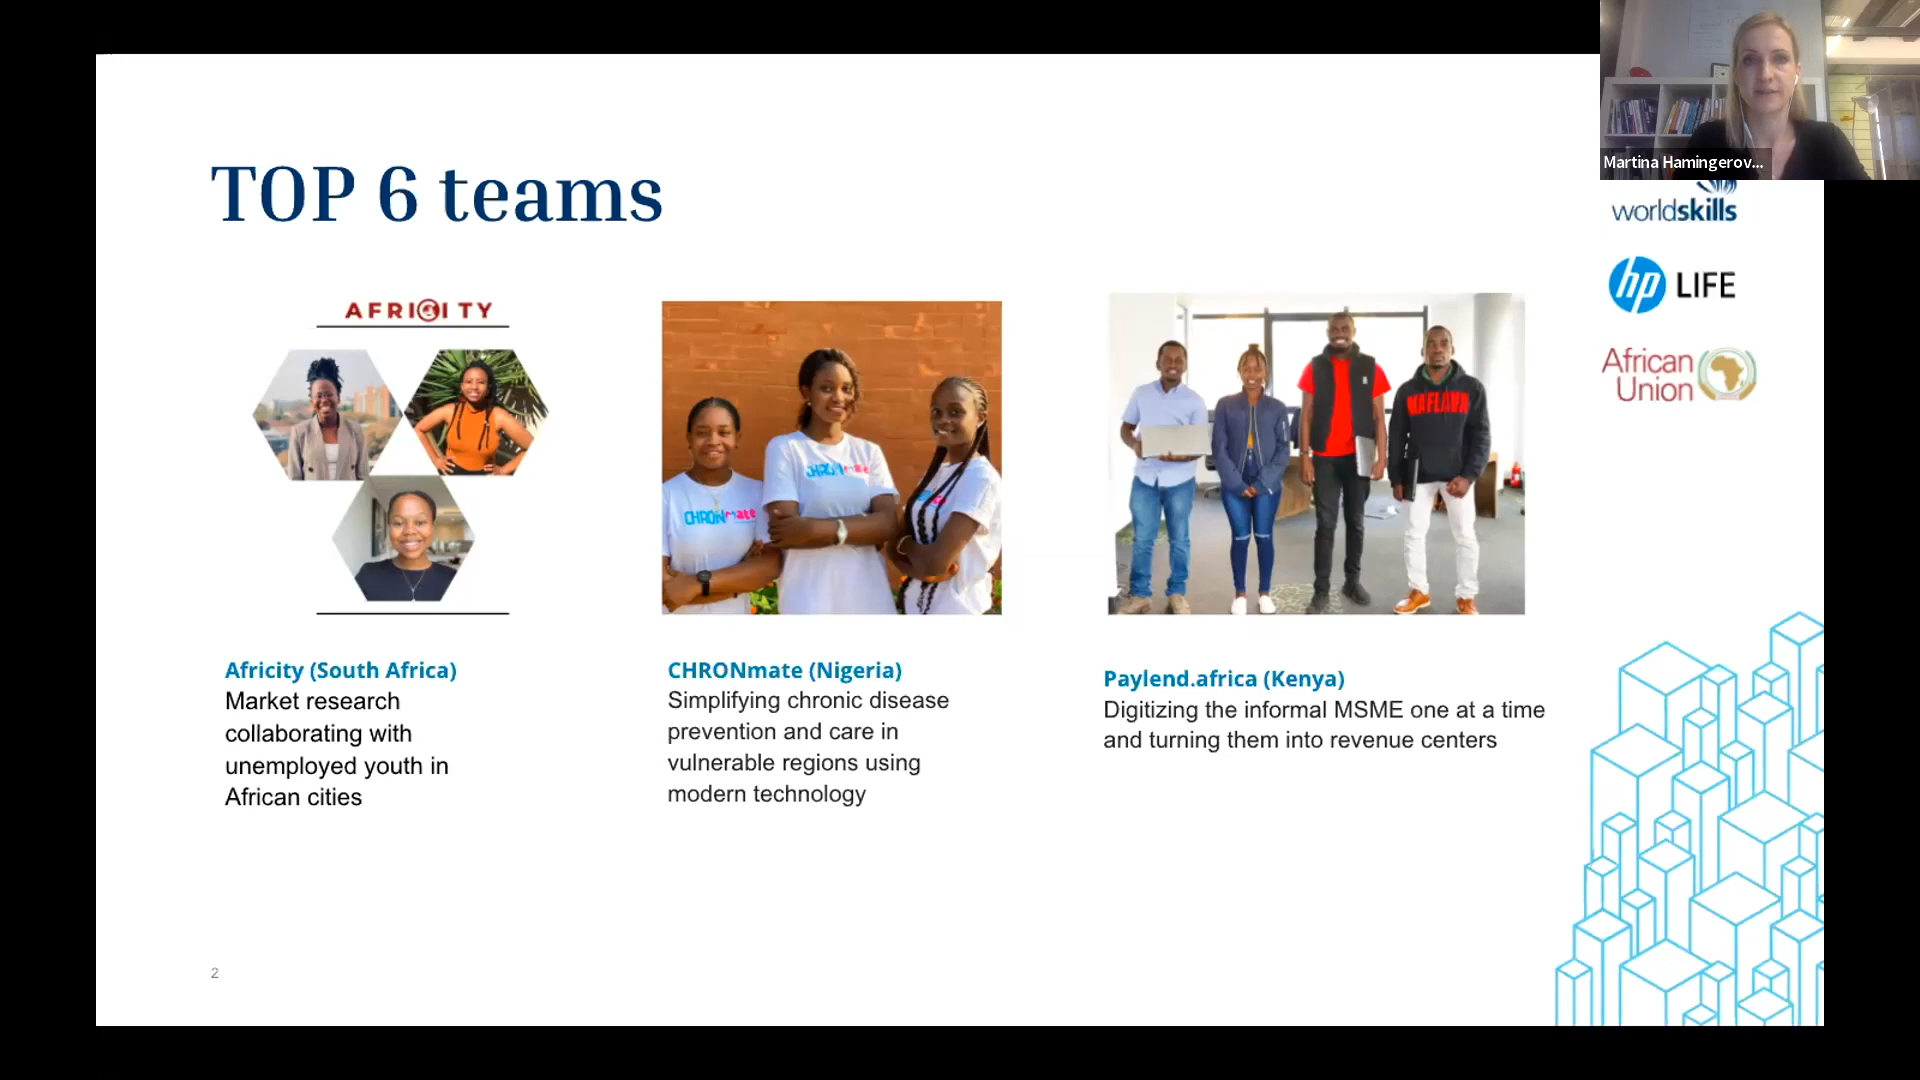 Martina Hamingerov...
TOP 6 teams
worldskills
hp LIFE
African
Union
AFRICITY
CHRONmate
CHRONmate
Africity (South Africa)
Market research
collaborating with
unemployed youth in
African cities
CHRONmate (Nigeria)
Simplifying chronic disease
prevention and care in
vulnerable regions using
modern technology
Paylend.africa (Kenya)
Digitizing the informal MSME one at a time
and turning them into revenue centers
2